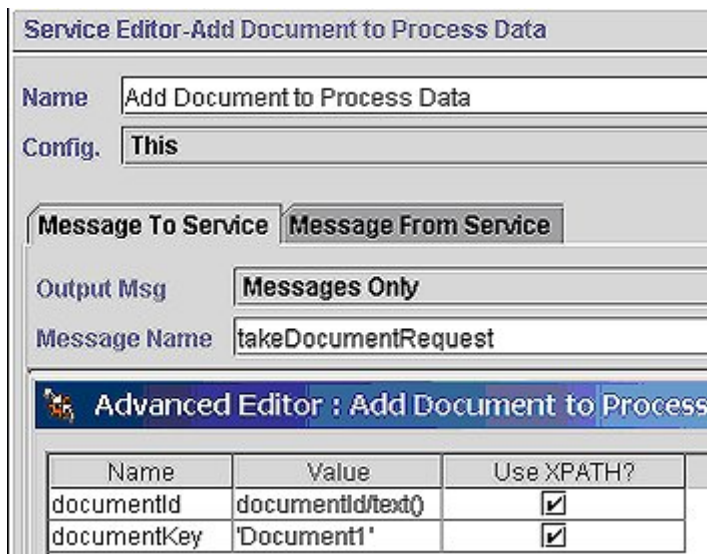 Service Editor-Add Document to Process Data
Name Add Document to Process Data
Config. This
Message To Service Message From Service
Output Msg Messages Only
Message Name takeDocumentRequest
Advanced Editor : Add Document to Process
Name Value Use XPATH?
documentId documentId/text()
documentKey 'Document1'